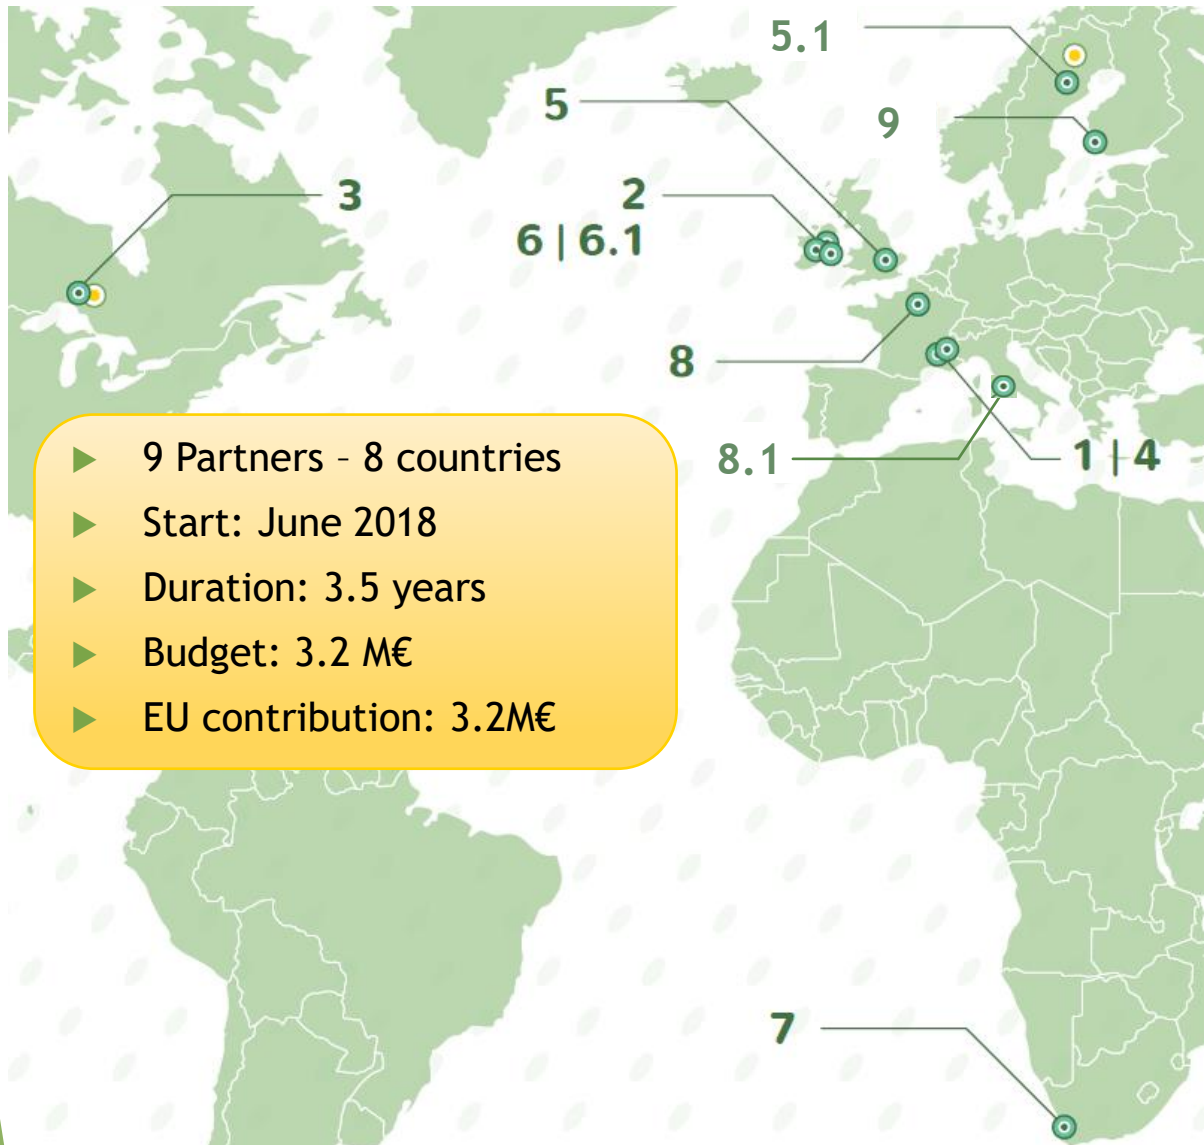 5.1
5
9
3
2
6 | 6.1
8
▶ 9 Partners – 8 countries
8.1
1 | 4
▶ Start: June 2018
▶ Duration: 3.5 years
▶ Budget: 3.2 M€
▶ EU contribution: 3.2M€
7